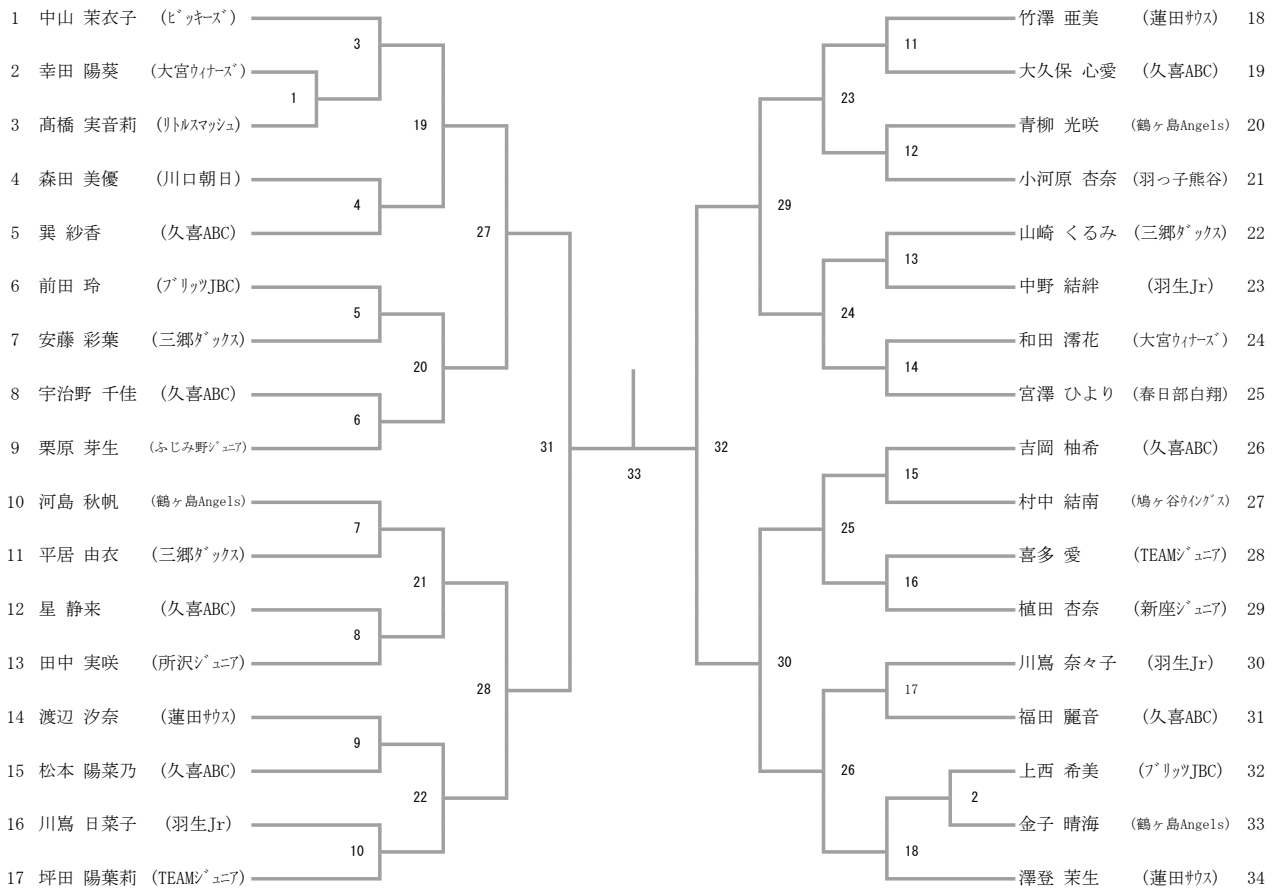 1 中山 茉衣子 (ﾋﾞｯｷｰｽﾞ)
2 幸田 陽葵 (大宮ｳｨﾅｰｽﾞ)
3 髙橋 実音莉 (ﾘﾄﾙｽﾏｯｼｭ)
4 森田 美優 (川口朝日)
5 巽 紗香 (久喜ABC)
6 前田 玲 (ﾌﾞﾘｯﾂJBC)
7 安藤 彩葉 (三郷ﾀﾞｯｸｽ)
8 宇治野 千佳 (久喜ABC)
9 栗原 芽生 (ふじみ野ｼﾞｭﾆｱ)
10 河島 秋帆 (鶴ヶ島Angels)
11 平居 由衣 (三郷ﾀﾞｯｸｽ)
12 星 静来 (久喜ABC)
13 田中 実咲 (所沢ｼﾞｭﾆｱ)
14 渡辺 汐奈 (蓮田ｻｳｽ)
15 松本 陽菜乃 (久喜ABC)
16 川嶌 日菜子 (羽生Jr)
17 坪田 陽葉莉 (TEAMｼﾞｭﾆｱ)
1
3
4
5
6
7
8
9
10
19
20
21
22
27
28
31
33
32
29
30
23
24
25
26
11
12
13
14
15
16
17
2
18
竹澤 亜美 (蓮田ｻｳｽ) 18
大久保 心愛 (久喜ABC) 19
青柳 光咲 (鶴ヶ島Angels) 20
小河原 杏奈 (羽っ子熊谷) 21
山崎 くるみ (三郷ﾀﾞｯｸｽ) 22
中野 結絆 (羽生Jr) 23
和田 澪花 (大宮ｳｨﾅｰｽﾞ) 24
宮澤 ひより (春日部白翔) 25
吉岡 柚希 (久喜ABC) 26
村中 結南 (鳩ヶ谷ｳｲﾝｸﾞｽ) 27
喜多 愛 (TEAMｼﾞｭﾆｱ) 28
植田 杏奈 (新座ｼﾞｭﾆｱ) 29
川嶌 奈々子 (羽生Jr) 30
福田 麗音 (久喜ABC) 31
上西 希美 (ﾌﾞﾘｯﾂJBC) 32
金子 晴海 (鶴ヶ島Angels) 33
澤登 茉生 (蓮田ｻｳｽ) 34